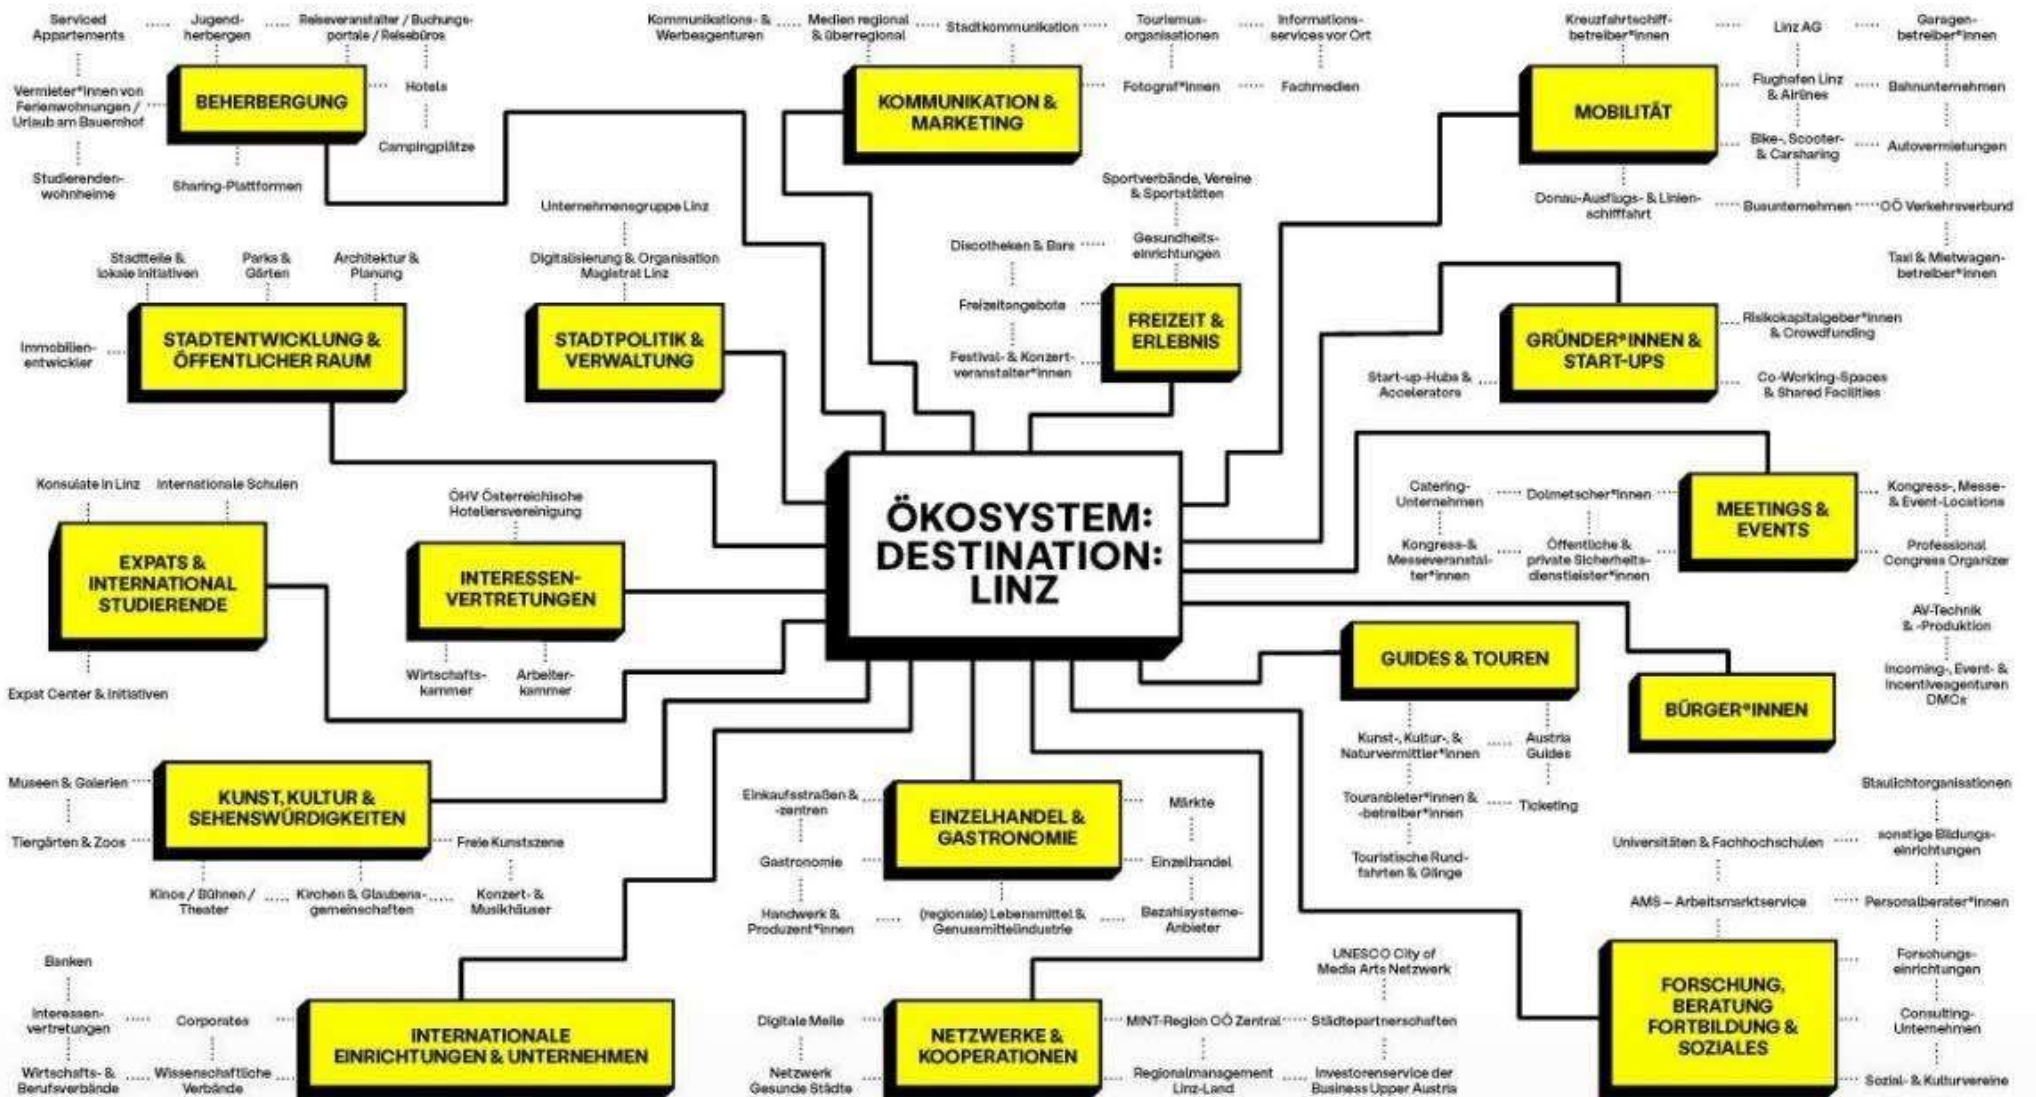 Serviced
Appartements
Jugend-
herbergen
Reiseveranstalter / Buchungs-
portale / Reisebüros
Vermieter*innen von
Ferienwohnungen /
Urlaub am Bauernhof
BEHERBERGUNG
Hotels
Campingplätze
Studierenden-
wohnheime
Sharing-Plattformen
Kommunikations- &
Werbeagenturen
Medien regional
& überregional
Stadtkommunikation
Tourismus-
organisationen
Informations-
services vor Ort
KOMMUNIKATION &
MARKETING
Fotograf*innen
Fachmedien
Kreuzfahrtschiff-
betreiber*innen
Linz AG
Garagen-
betreiber*innen
MOBILITÄT
Flughafen Linz
& Airlines
Bahnunternehmen
Bike-, Scooter-
& Carsharing
Autovermietungen
Donau-Ausflugs- & Linien-
schifffahrt
Busunternehmen
OÖ Verkehrsverbund
Taxi & Mietwagen-
betreiber*innen
Stadtteile &
lokale Initiativen
Parks &
Gärten
Architektur &
Planung
Immobilien-
entwickler
STADTENTWICKLUNG &
ÖFFENTLICHER RAUM
Unternehmensgruppe Linz
Digitalisierung & Organisation
Magistrat Linz
STADTPOLITIK &
VERWALTUNG
Sportverbände, Vereine
& Sportstätten
Discotheken & Bars
Gesundheits-
einrichtungen
Freizeitangebote
FREIZEIT &
ERLEBNIS
Festival- & Konzert-
veranstalter*innen
GRÜNDER*INNEN &
START-UPS
Risikokapitalgeber*innen
& Crowdfunding
Start-up-Hubs &
Accelerators
Co-Working-Spaces
& Shared Facilities
Konsulate in Linz
Internationale Schulen
EXPATS &
INTERNATIONAL
STUDIERENDE
Expat Center & Initiativen
ÖHV Österreichische
Hoteliersvereinigung
INTERESSEN-
VERTRETUNGEN
Wirtschafts-
kammer
Arbeiter-
kammer
ÖKOSYSTEM:
DESTINATION:
LINZ
Catering-
Unternehmen
Dolmetscher*innen
MEETINGS &
EVENTS
Kongress-, Messe-
& Event-Locations
Kongress-&
Messeveranstal-
ter*innen
Öffentliche &
private Sicherheits-
dienstleister*innen
Professional
Congress Organizer
AV-Technik
& -Produktion
Incoming-, Event- &
Incentiveagenturen
DMCs
GUIDES & TOUREN
Kunst-, Kultur-, &
Naturvermittler*innen
Austria
Guides
Touranbieter*innen &
-betreiber*innen
Ticketing
Touristische Rund-
fahrten & Gänge
BÜRGER*INNEN
Museen & Galerien
KUNST, KULTUR &
SEHENSWÜRDIGKEITEN
Tiergärten & Zoos
Freie Kunstszene
Kinos / Bühnen /
Theater
Kirchen & Glaubens-
gemeinschaften
Konzert- &
Musikhäuser
Einkaufsstraßen &
-zentren
EINZELHANDEL &
GASTRONOMIE
Märkte
Gastronomie
Einzelhandel
Handwerk &
Produzent*innen
(regionale) Lebensmittel &
Genussmittelindustrie
Bezahlsysteme-
Anbieter
Staulichtorganisationen
Universitäten & Fachhochschulen
sonstige Bildungs-
einrichtungen
AMS – Arbeitsmarktservice
Personalberater*innen
FORSCHUNG,
BERATUNG
FORTBILDUNG &
SOZIALES
Forschungs-
einrichtungen
Consulting-
Unternehmen
Sozial- & Kulturvereine
Banken
Interessen-
vertretungen
Corporates
Wirtschafts- &
Berufsverbände
Wissenschaftliche
Verbände
INTERNATIONALE
EINRICHTUNGEN & UNTERNEHMEN
UNESCO City of
Media Arts Netzwerk
Digitale Meile
NETZWERKE &
KOOPERATIONEN
MINT-Region OÖ Zentral
Städtepartnerschaften
Netzwerk
Gesunde Städte
Regionalmanagement
Linz-Land
Investorenservice der
Business Upper Austria